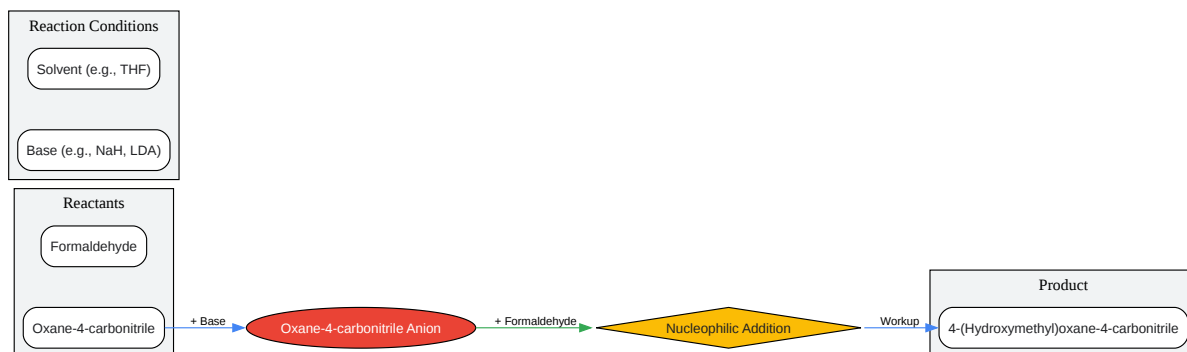 Reaction Conditions
Solvent (e.g., THF)
Base (e.g., NaH, LDA)
Reactants
Formaldehyde
Oxane-4-carbonitrile
+ Base
Oxane-4-carbonitrile Anion
+ Formaldehyde
Nucleophilic Addition
Workup
Product
4-(Hydroxymethyl)oxane-4-carbonitrile